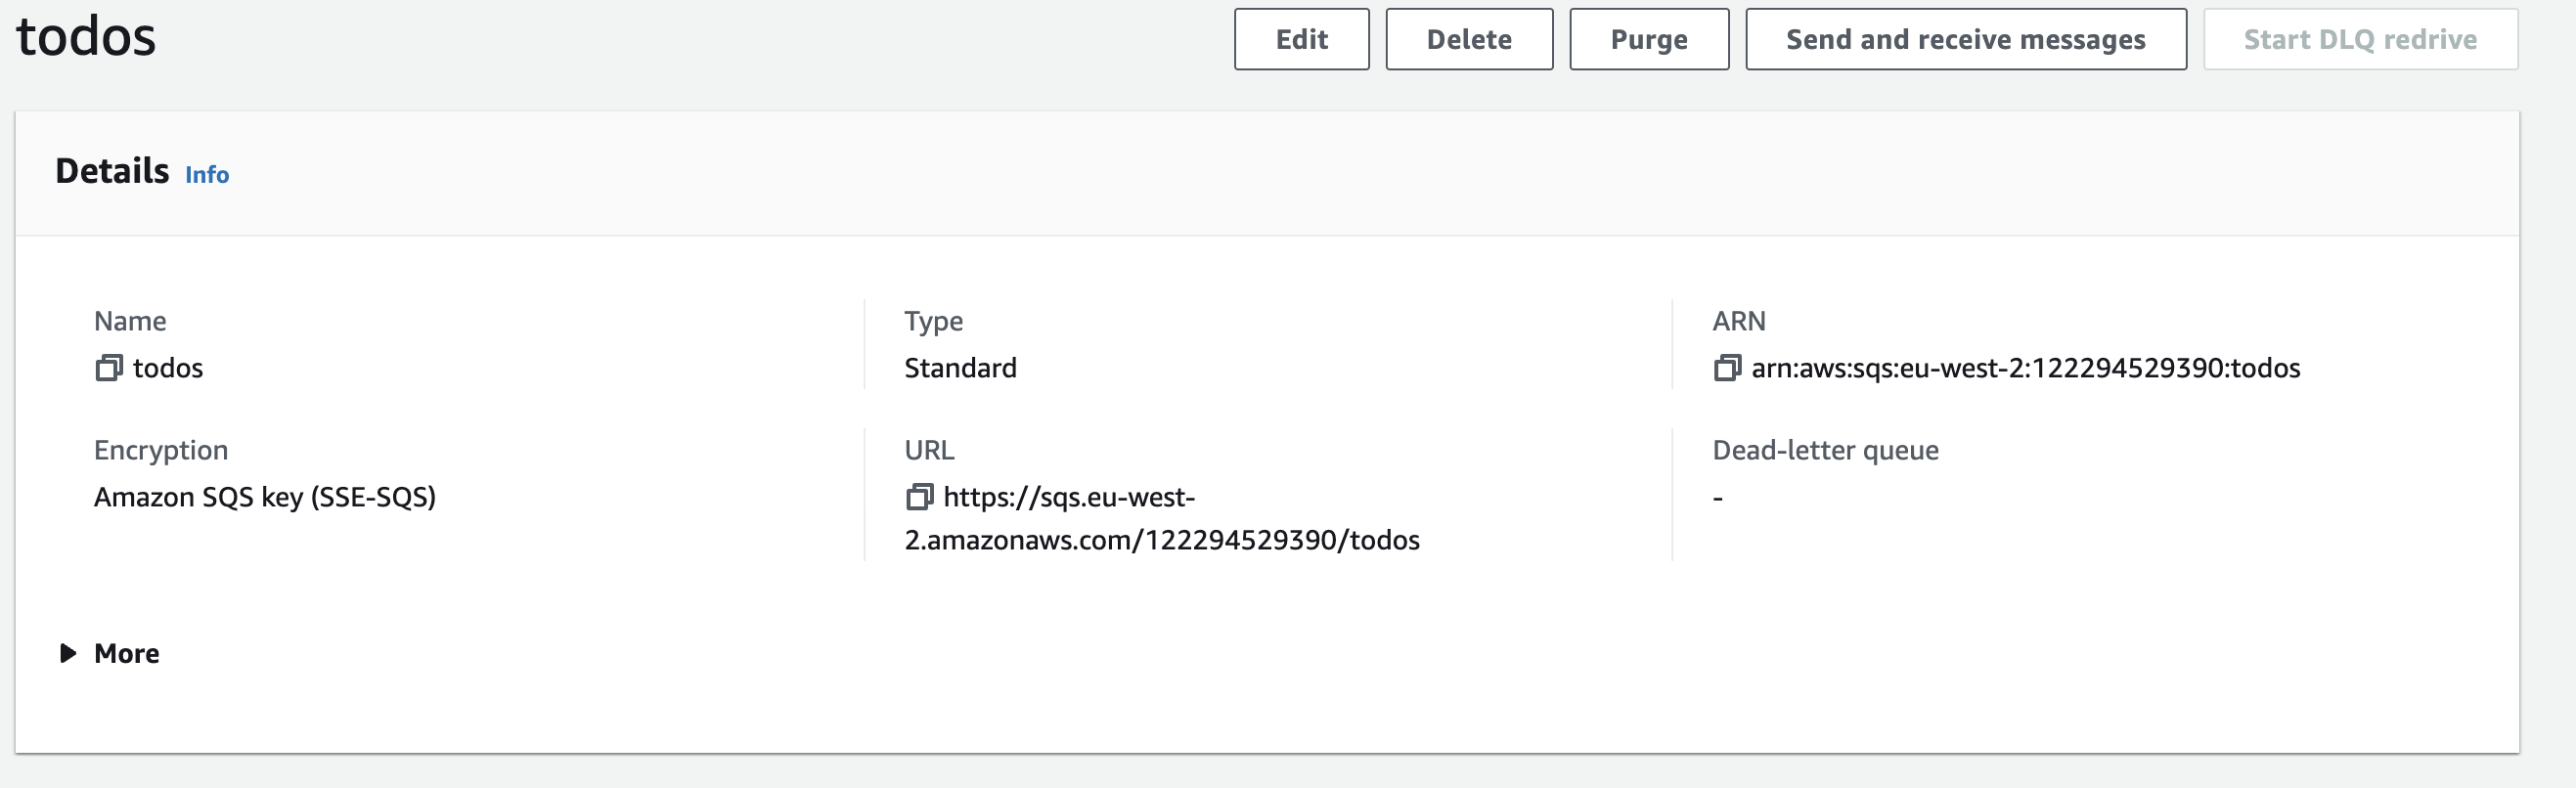 todos
Edit
Delete
Purge
Send and receive messages
Start DLQ redrive
Details Info
Name
todos
Type
Standard
ARN
arn:aws:sqs:eu-west-2:122294529390:todos
Encryption
Amazon SQS key (SSE-SQS)
URL
https://sqs.eu-west-
2.amazonaws.com/122294529390/todos
Dead-letter queue
-
More